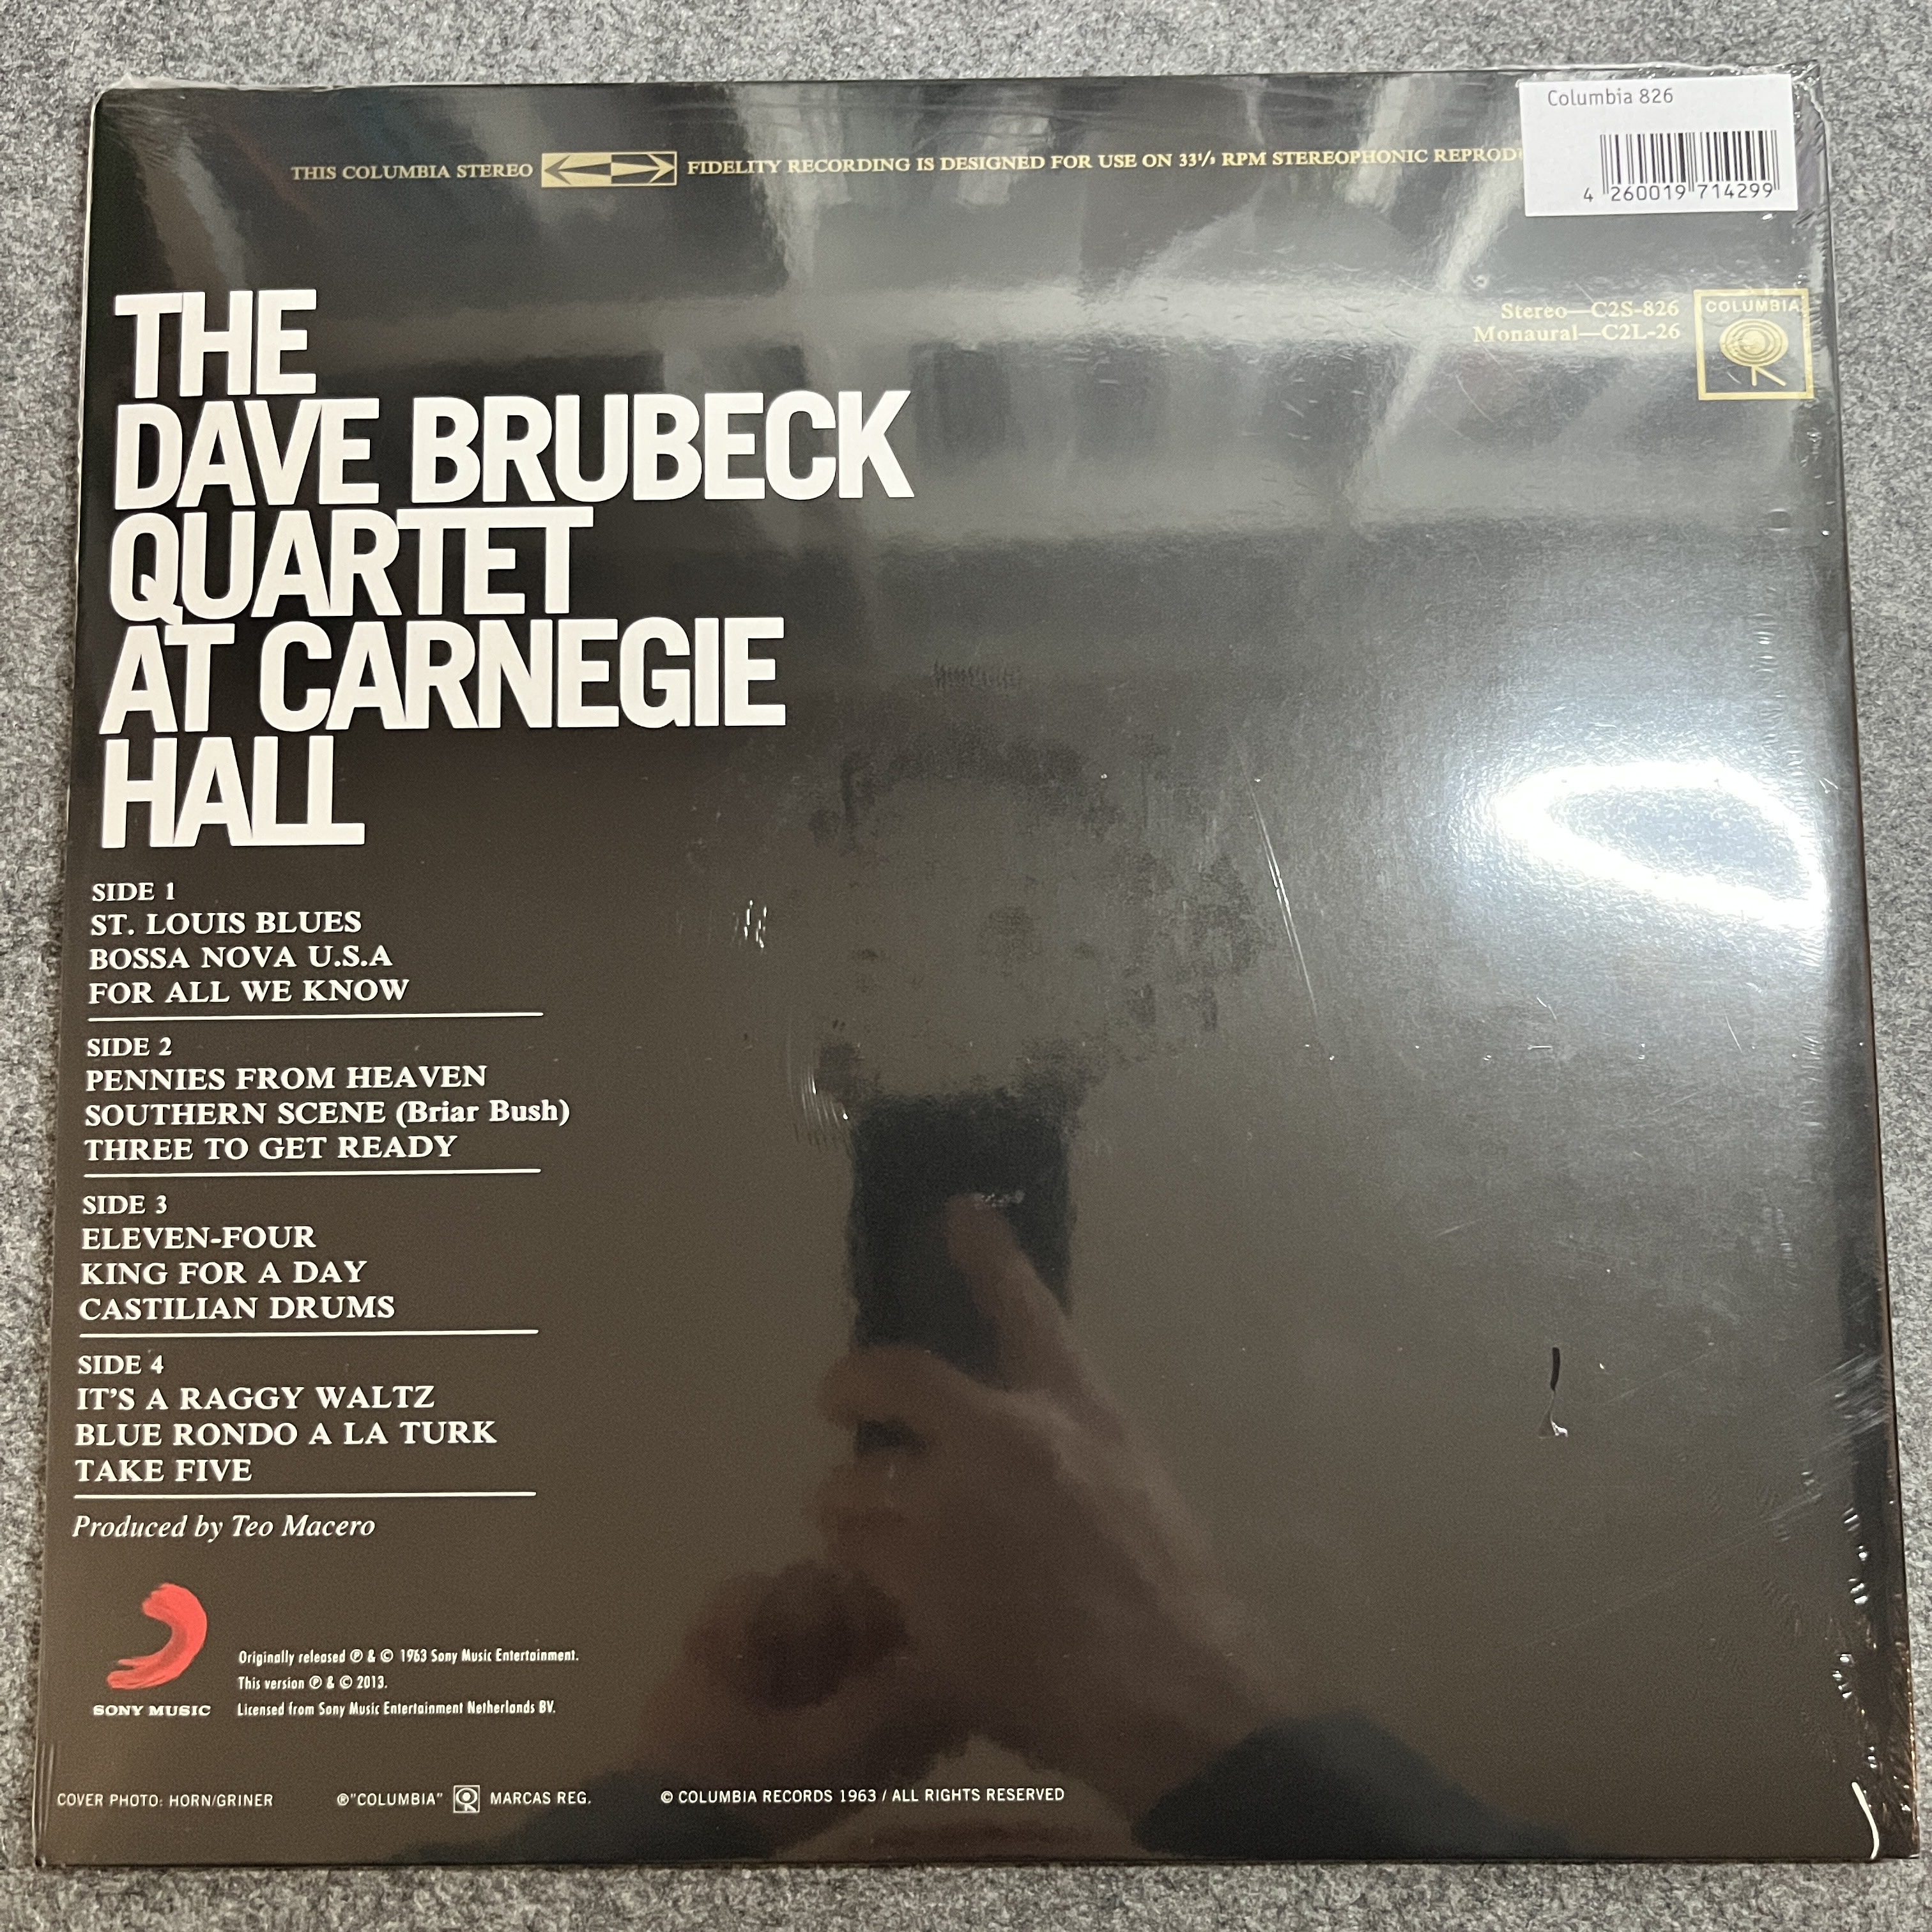 Columbia 826
4 260019 714299
THIS COLUMBIA STEREO FIDELITY RECORDING IS DESIGNED FOR USE ON 33⅓ RPM STEREOPHONIC REPRODU
Stereo—C2S-826
Monaural—C2L-26
COLUMBIA
THE
DAVE BRUBECK
QUARTET
AT CARNEGIE
HALL
SIDE 1
ST. LOUIS BLUES
BOSSA NOVA U.S.A
FOR ALL WE KNOW
SIDE 2
PENNIES FROM HEAVEN
SOUTHERN SCENE (Briar Bush)
THREE TO GET READY
SIDE 3
ELEVEN-FOUR
KING FOR A DAY
CASTILIAN DRUMS
SIDE 4
IT'S A RAGGY WALTZ
BLUE RONDO A LA TURK
TAKE FIVE
Produced by Teo Macero
SONY MUSIC
Originally released ℗ & © 1963 Sony Music Entertainment.
This version ℗ & © 2013.
Licensed from Sony Music Entertainment Netherlands BV.
COVER PHOTO: HORN/GRINER ®"COLUMBIA" MARCAS REG. © COLUMBIA RECORDS 1963 / ALL RIGHTS RESERVED